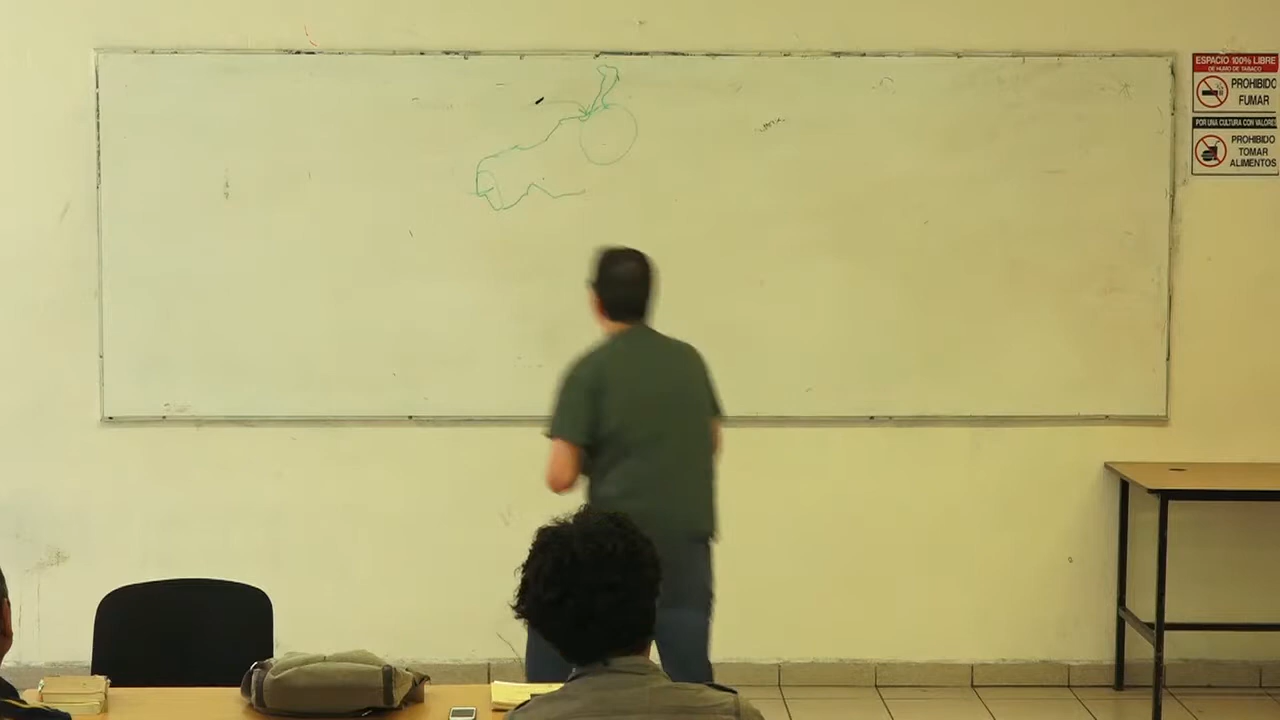 ESPACIO 100% LIBRE
DE HUMO DE TABACO
PROHIBIDO
FUMAR
POR UNA CULTURA CON VALORES
PROHIBIDO
TOMAR
ALIMENTOS